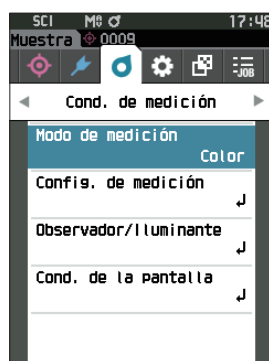 SCI M0 17:48
Muestra 0009
JOB
Cond. de medición
Modo de medición
Color
Config. de medición
Observador/Iluminante
Cond. de la pantalla